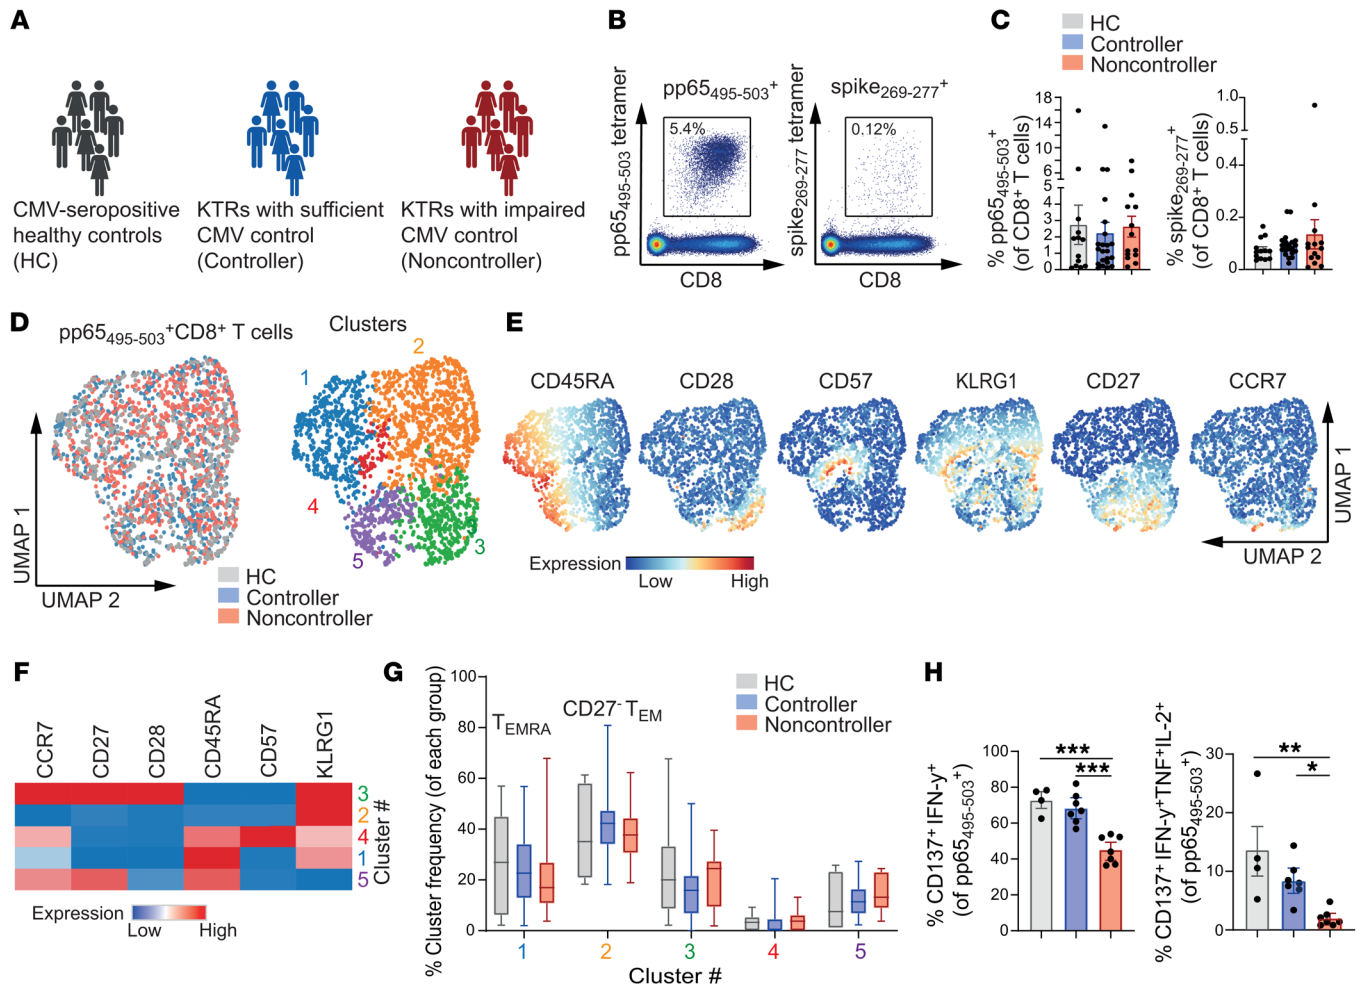 A
CMV-seropositive
healthy controls
(HC)
KTRs with sufficient
CMV control
(Controller)
KTRs with impaired
CMV control
(Noncontroller)
B
pp65495-503+
spike269-277+
5.4%
0.12%
pp65495-503 tetramer
spike269-277 tetramer
CD8
CD8
C
HC
Controller
Noncontroller
% pp65495-503+
(of CD8+ T cells)
18
16
14
12
10
8
6
5
4
3
2
1
0
% spike269-277+
(of CD8+ T cells)
1.0
0.5
0.4
0.2
0
D
pp65495-503+CD8+ T cells
Clusters
1
2
3
4
5
UMAP 1
UMAP 2
HC
Controller
Noncontroller
E
CD45RA
CD28
CD57
KLRG1
CD27
CCR7
Expression
Low
High
UMAP 1
UMAP 2
F
CCR7
CD27
CD28
CD45RA
CD57
KLRG1
3
2
4
1
5
Cluster #
Expression
Low
High
G
% Cluster frequency (of each group)
100
80
60
40
20
0
TEMRA
CD27- TEM
HC
Controller
Noncontroller
1
2
3
4
5
Cluster #
H
% CD137+ IFN-γ+
(of pp65495-503+)
100
80
60
40
20
0
***
***
% CD137+ IFN-γ+TNF+IL-2+
(of pp65495-503+)
30
20
10
0
**
*